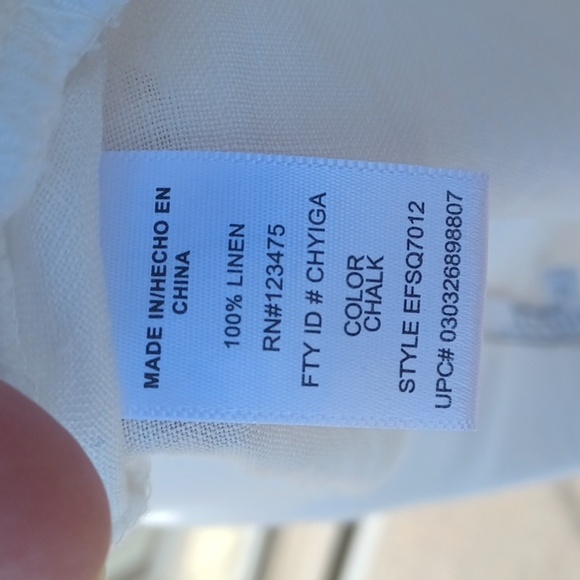 MADE IN/HECHO EN
CHINA
100% LINEN
RN#123475
FTY ID # CHYIGA
COLOR
CHALK
STYLE EFSQ7012
UPC# 030326898807